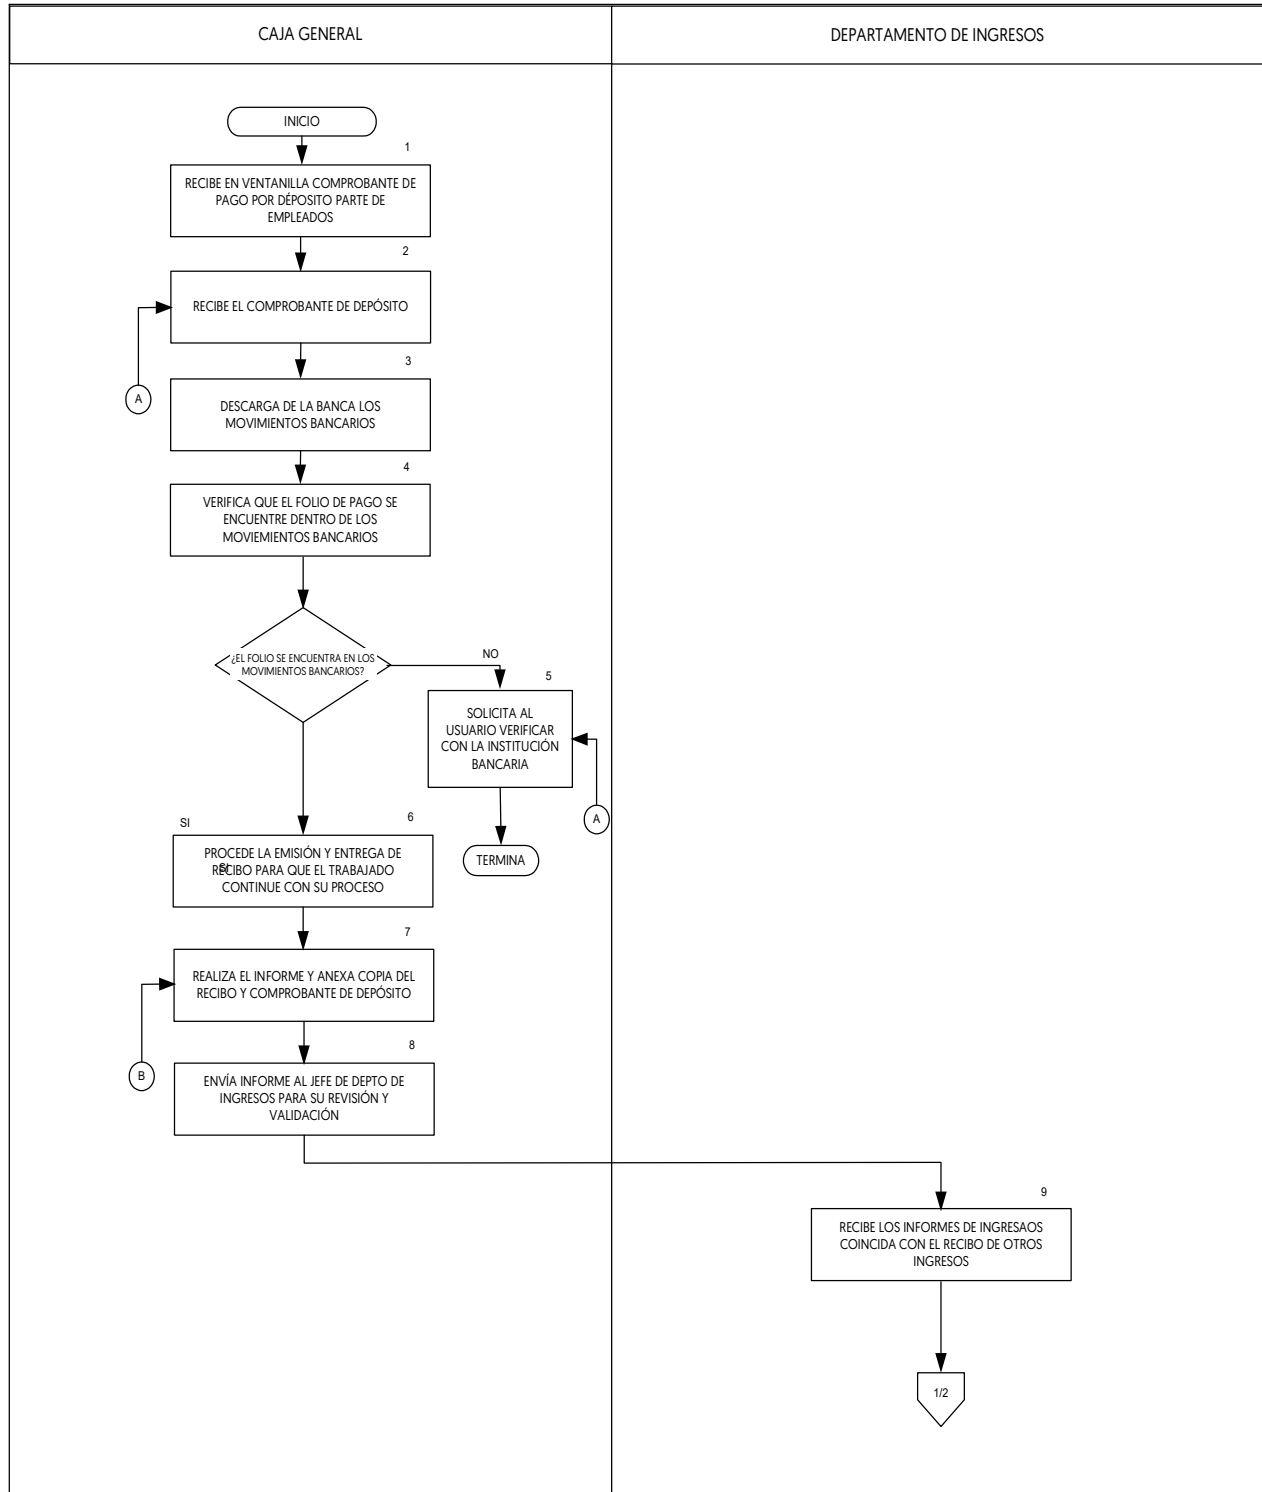 CAJA GENERAL
DEPARTAMENTO DE INGRESOS
INICIO
1
RECIBE EN VENTANILLA COMPROBANTE DE
PAGO POR DÉPOSITO PARTE DE
EMPLEADOS
2
RECIBE EL COMPROBANTE DE DEPÓSITO
A
3
DESCARGA DE LA BANCA LOS
MOVIMIENTOS BANCARIOS
4
VERIFICA QUE EL FOLIO DE PAGO SE
ENCUENTRE DENTRO DE LOS
MOVIEMIENTOS BANCARIOS
¿EL FOLIO SE ENCUENTRA EN LOS
MOVIMIENTOS BANCARIOS?
NO
5
SOLICITA AL
USUARIO VERIFICAR
CON LA INSTITUCIÓN
BANCARIA
A
TERMINA
SI
6
PROCEDE LA EMISIÓN Y ENTREGA DE
RECIBO PARA QUE EL TRABAJADO
CONTINUE CON SU PROCESO
SI
7
REALIZA EL INFORME Y ANEXA COPIA DEL
RECIBO Y COMPROBANTE DE DEPÓSITO
B
8
ENVÍA INFORME AL JEFE DE DEPTO DE
INGRESOS PARA SU REVISIÓN Y
VALIDACIÓN
9
RECIBE LOS INFORMES DE INGRESAOS
COINCIDA CON EL RECIBO DE OTROS
INGRESOS
1/2